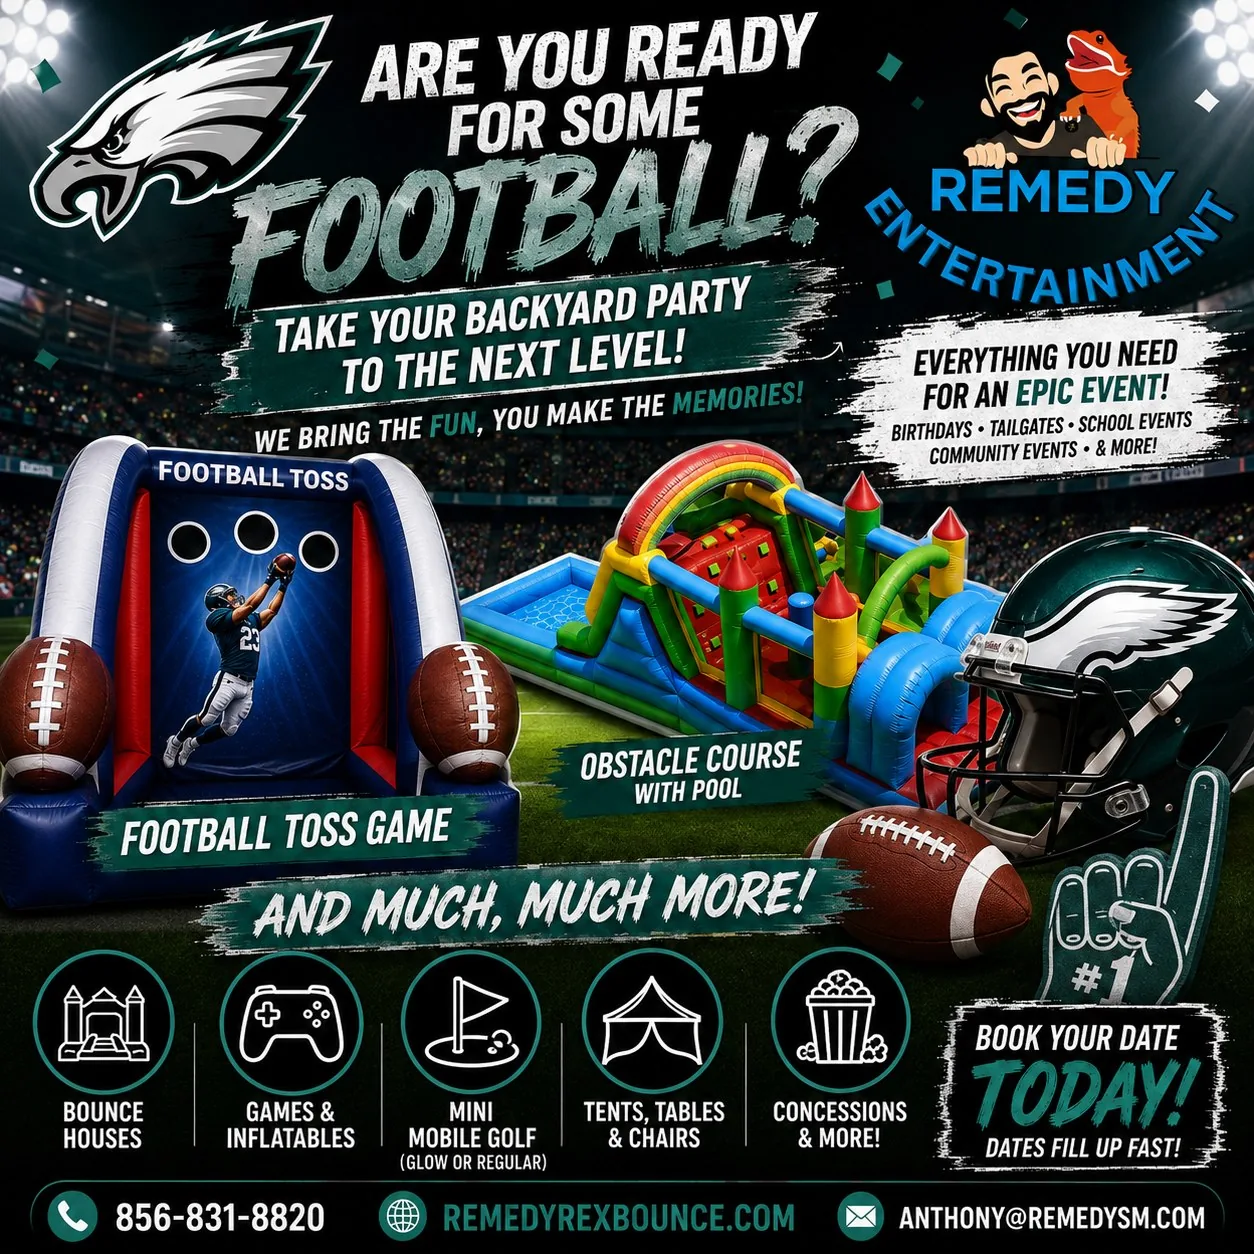 ARE YOU READY
FOR SOME
FOOTBALL?
TAKE YOUR BACKYARD PARTY
TO THE NEXT LEVEL!
WE BRING THE FUN, YOU MAKE THE MEMORIES!
REMEDY
ENTERTAINMENT
EVERYTHING YOU NEED
FOR AN EPIC EVENT!
BIRTHDAYS • TAILGATES • SCHOOL EVENTS
COMMUNITY EVENTS • & MORE!
FOOTBALL TOSS
23
FOOTBALL TOSS GAME
OBSTACLE COURSE
WITH POOL
AND MUCH, MUCH MORE!
#1
BOUNCE
HOUSES
GAMES &
INFLATABLES
MINI
MOBILE GOLF
(GLOW OR REGULAR)
TENTS, TABLES
& CHAIRS
CONCESSIONS
& MORE!
BOOK YOUR DATE
TODAY!
DATES FILL UP FAST!
856-831-8820
REMEDYREXBOUNCE.COM
ANTHONY@REMEDYSM.COM